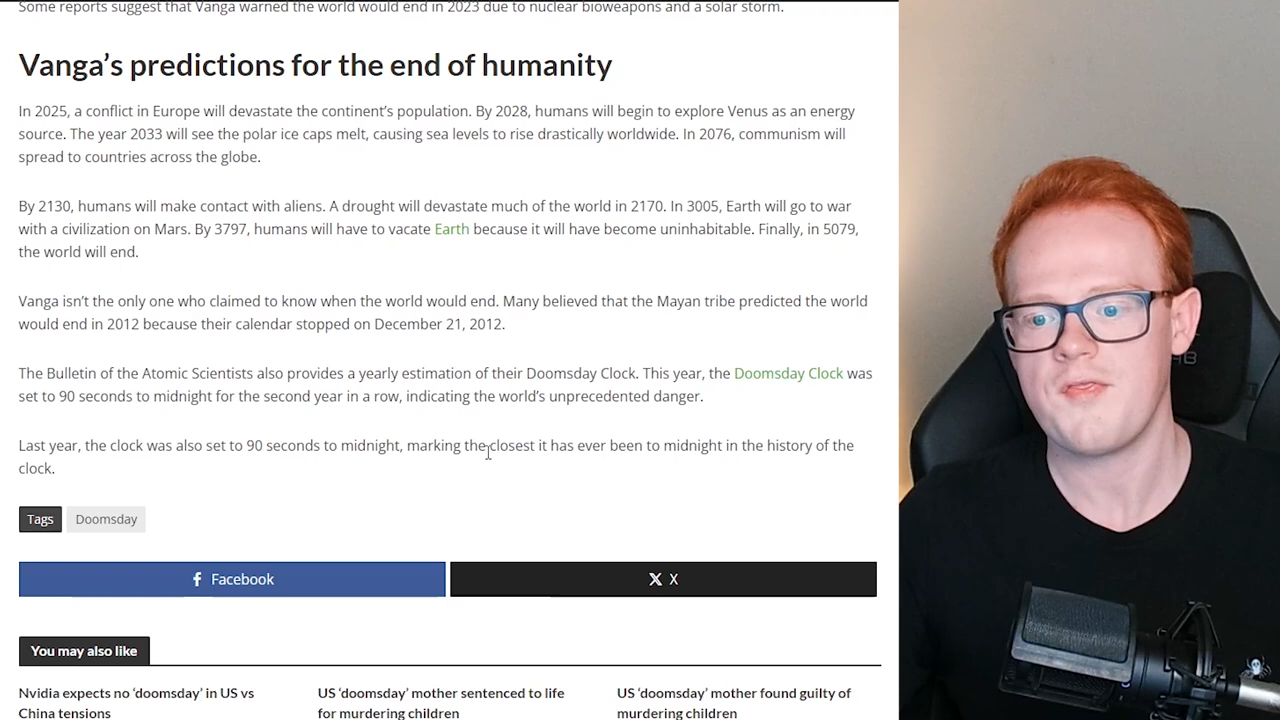 Some reports suggest that Vanga warned the world would end in 2023 due to nuclear bioweapons and a solar storm.
Vanga's predictions for the end of humanity
In 2025, a conflict in Europe will devastate the continent's population. By 2028, humans will begin to explore Venus as an energy
source. The year 2033 will see the polar ice caps melt, causing sea levels to rise drastically worldwide. In 2076, communism will
spread to countries across the globe.
By 2130, humans will make contact with aliens. A drought will devastate much of the world in 2170. In 3005, Earth will go to war
with a civilization on Mars. By 3797, humans will have to vacate Earth because it will have become uninhabitable. Finally, in 5079,
the world will end.
Vanga isn't the only one who claimed to know when the world would end. Many believed that the Mayan tribe predicted the world
would end in 2012 because their calendar stopped on December 21, 2012.
The Bulletin of the Atomic Scientists also provides a yearly estimation of their Doomsday Clock. This year, the Doomsday Clock was
set to 90 seconds to midnight for the second year in a row, indicating the world's unprecedented danger.
Last year, the clock was also set to 90 seconds to midnight, marking the closest it has ever been to midnight in the history of the
clock.
Tags Doomsday
Facebook
X
You may also like
Nvidia expects no 'doomsday' in US vs
China tensions
US 'doomsday' mother sentenced to life
for murdering children
US 'doomsday' mother found guilty of
murdering children